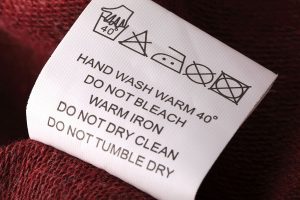 40°
HAND WASH WARM 40°
DO NOT BLEACH
WARM IRON
DO NOT DRY CLEAN
DO NOT TUMBLE DRY